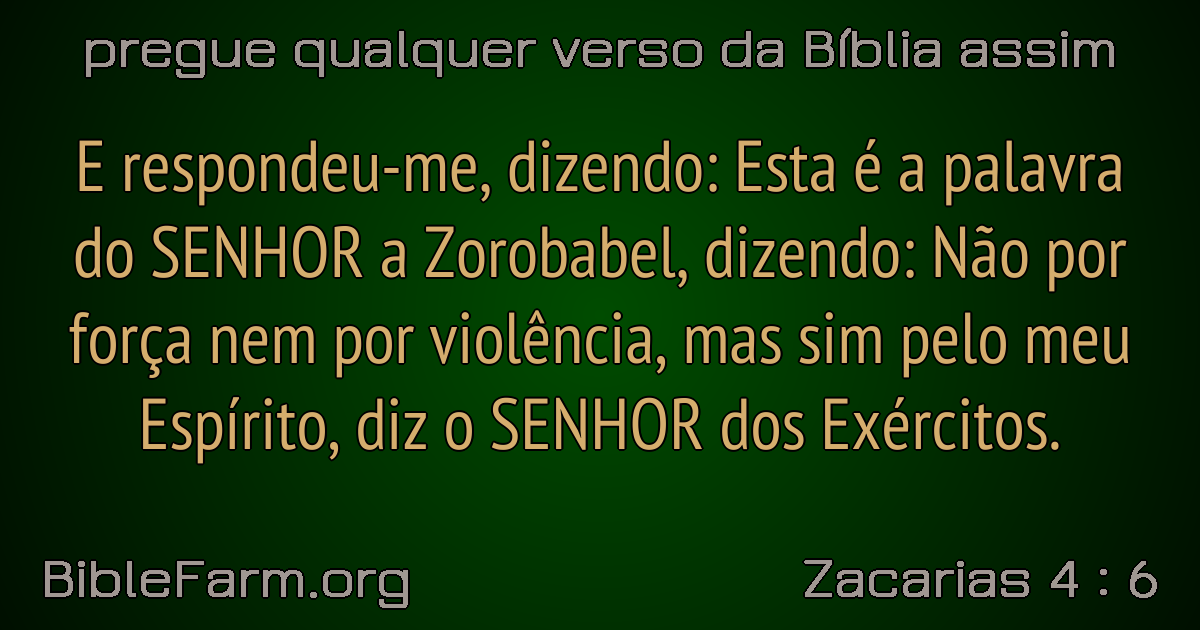 pregue qualquer verso da Bíblia assim
E respondeu-me, dizendo: Esta é a palavra
do SENHOR a Zorobabel, dizendo: Não por
força nem por violência, mas sim pelo meu
Espírito, diz o SENHOR dos Exércitos.
BibleFarm.org
Zacarias 4 : 6